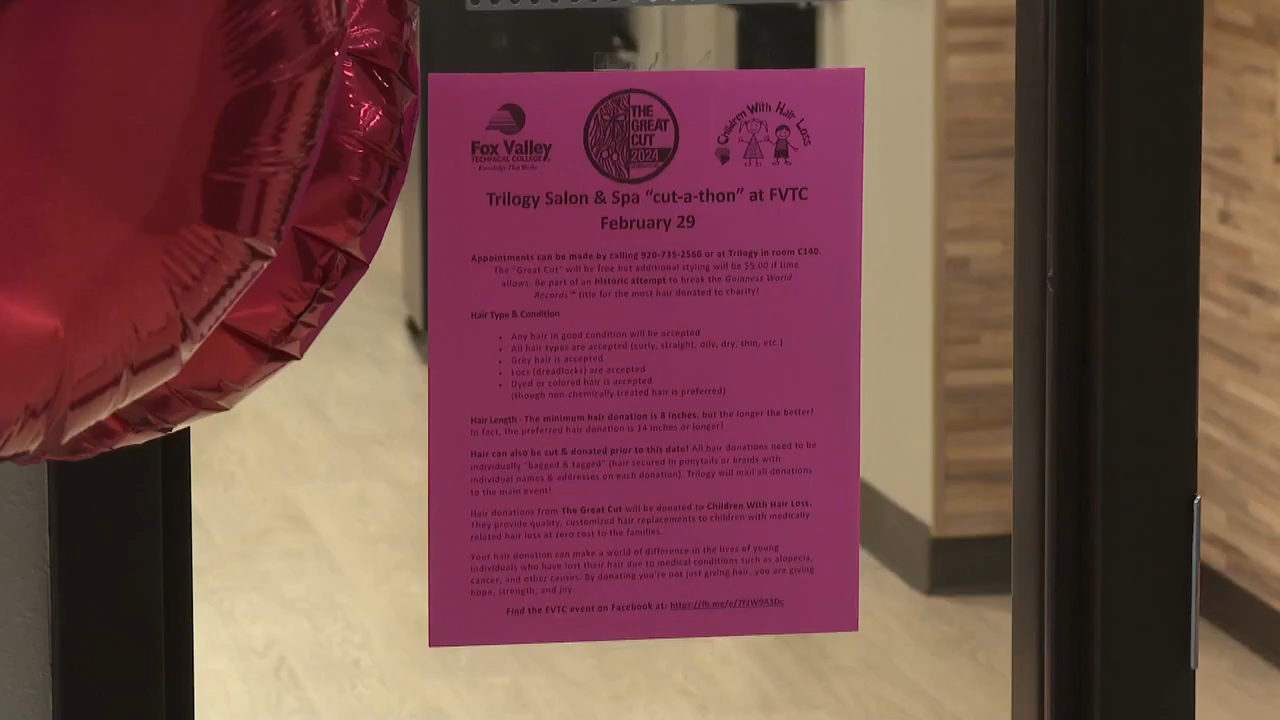 Fox Valley
TECHNICAL COLLEGE
Knowledge That Works
THE
GREAT
CUT
2024
Children With Hair Loss
Trilogy Salon & Spa "cut-a-thon" at FVTC
February 29
Appointments can be made by calling 920-735-2560 or at Trilogy in room C140.
The "Great Cut" will be free but additional styling will be $5.00 if time
allows. Be part of an historic attempt to break the Guinness World
Records™ title for the most hair donated to charity!
Hair Type & Condition
• Any hair in good condition will be accepted
• All hair types are accepted (curly, straight, oily, dry, thin, etc.)
• Grey hair is accepted
• Locs (dreadlocks) are accepted
• Dyed or colored hair is accepted
(though non-chemically treated hair is preferred)
Hair Length - The minimum hair donation is 8 inches, but the longer the better!
In fact, the preferred hair donation is 14 inches or longer!
Hair can also be cut & donated prior to this date! All hair donations need to be
individually "bagged & tagged" (hair secured in ponytails or braids with
individual names & addresses on each donation). Trilogy will mail all donations
to the main event!
Hair donations from The Great Cut will be donated to Children With Hair Loss.
They provide quality, customized hair replacements to children with medically
related hair loss at zero cost to the families.
Your hair donation can make a world of difference in the lives of young
individuals who have lost their hair due to medical conditions such as alopecia,
cancer, and other causes. By donating you're not just giving hair, you are giving
hope, strength, and joy.
Find the FVTC event on Facebook at: